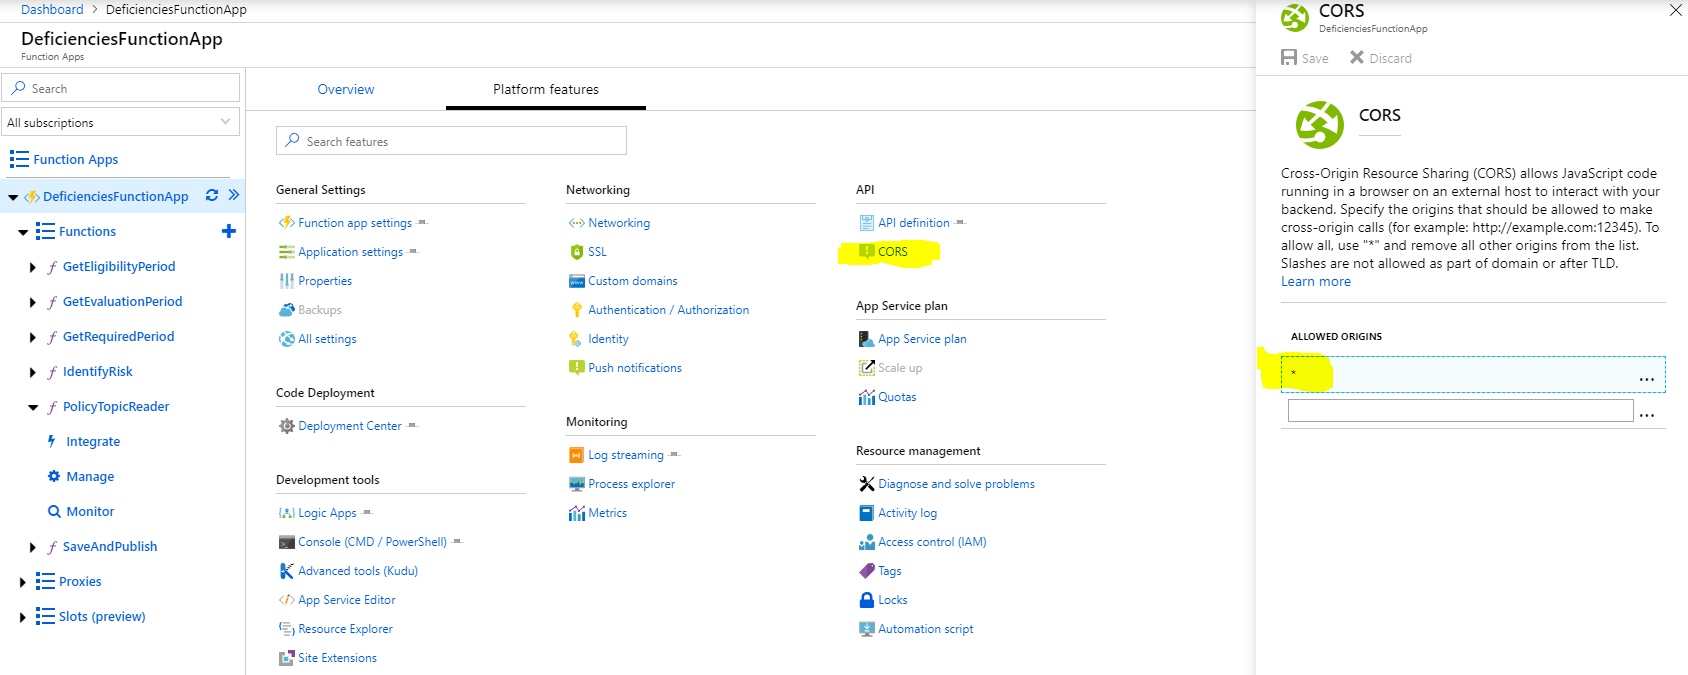 Dashboard > DeficienciesFunctionApp
DeficienciesFunctionApp
Function Apps
Search
All subscriptions
Function Apps
DeficienciesFunctionApp
Functions
GetEligibilityPeriod
GetEvaluationPeriod
GetRequiredPeriod
IdentifyRisk
PolicyTopicReader
Integrate
Manage
Monitor
SaveAndPublish
Proxies
Slots (preview)
Overview
Platform features
Search features
General Settings
Function app settings
Application settings
Properties
Backups
All settings
Code Deployment
Deployment Center
Development tools
Logic Apps
Console (CMD / PowerShell)
Advanced tools (Kudu)
App Service Editor
Resource Explorer
Site Extensions
Networking
Networking
SSL
Custom domains
Authentication / Authorization
Identity
Push notifications
Monitoring
Log streaming
Process explorer
Metrics
API
API definition
CORS
App Service plan
App Service plan
Scale up
Quotas
Resource management
Diagnose and solve problems
Activity log
Access control (IAM)
Tags
Locks
Automation script
CORS
DeficienciesFunctionApp
Save
Discard
CORS
Cross-Origin Resource Sharing (CORS) allows JavaScript code
running in a browser on an external host to interact with your
backend. Specify the origins that should be allowed to make
cross-origin calls (for example: http://example.com:12345). To
allow all, use "*" and remove all other origins from the list.
Slashes are not allowed as part of domain or after TLD.
Learn more
ALLOWED ORIGINS
*
...
...